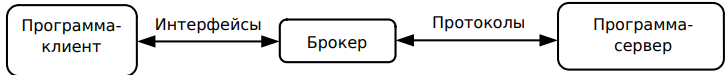 Программа-
клиент
Интерфейсы
Брокер
Протоколы
Программа-
сервер